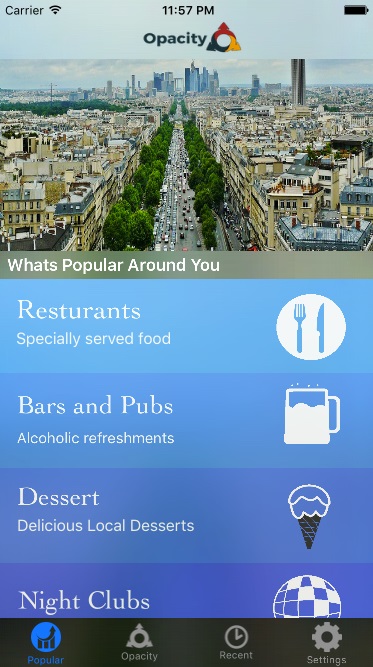 Carrier 11:57 PM
Opacity
Whats Popular Around You
Resturants
Specially served food
Bars and Pubs
Alcoholic refreshments
Dessert
Delicious Local Desserts
Night Clubs
Popular Opacity Recent Settings